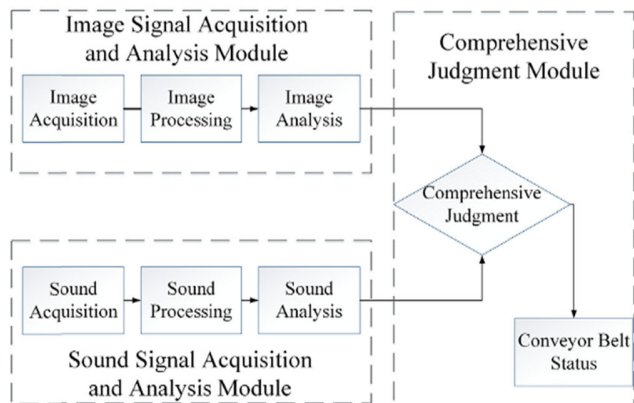 Image Signal Acquisition
and Analysis Module
Image
Acquisition
Image
Processing
Image
Analysis
Comprehensive
Judgment Module
Comprehensive
Judgment
Sound
Acquisition
Sound
Processing
Sound
Analysis
Sound Signal Acquisition
and Analysis Module
Conveyor Belt
Status